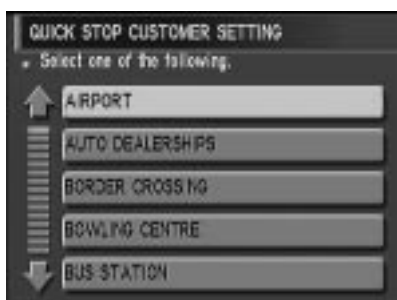 QUICK STOP CUSTOMER SETTING
Select one of the following.
AIRPORT
AUTO DEALERSHIPS
BORDER CROSSING
BOWLING CENTRE
BUS STATION